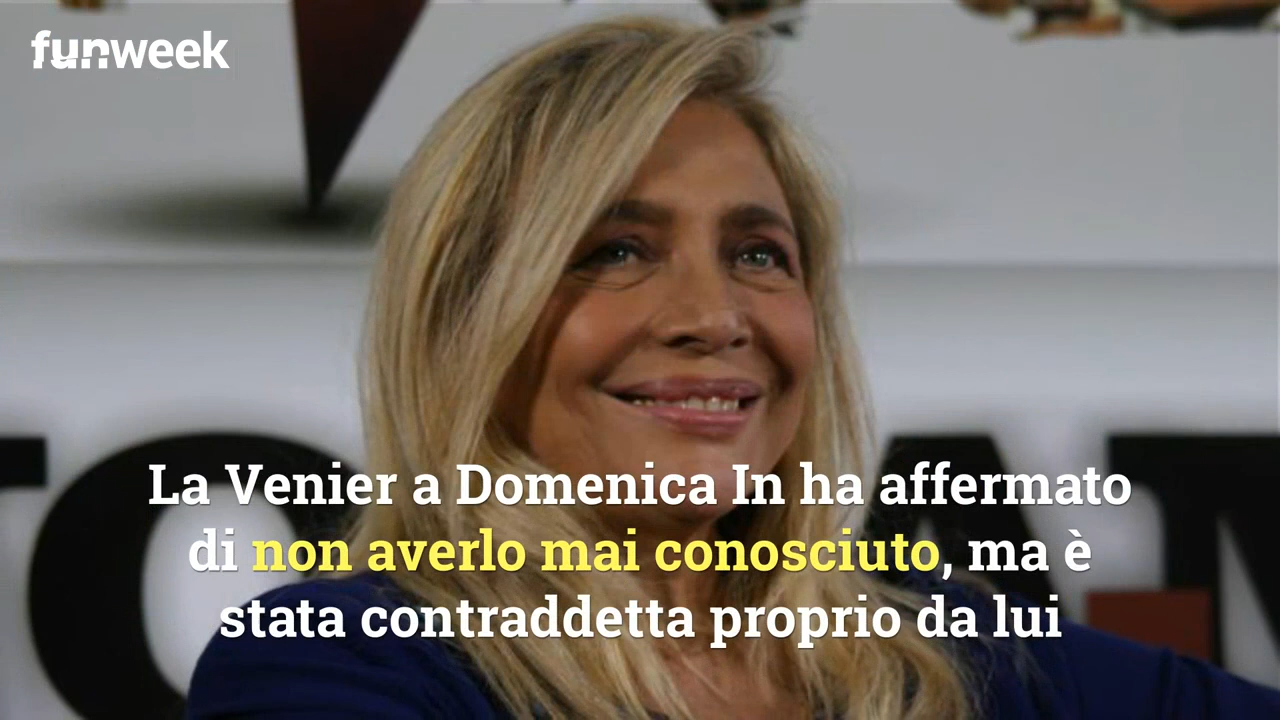 funweek
La Venier a Domenica In ha affermato
di non averlo mai conosciuto, ma è
stata contraddetta proprio da lui